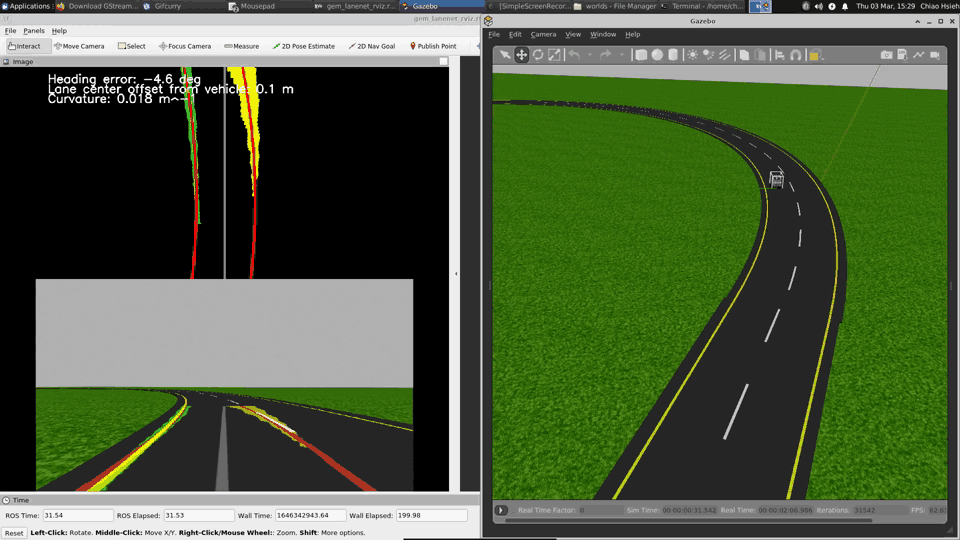 Applications Download GStream... Gifcurry Mousepad gem_lanenet_rviz.r... Gazebo [SimpleScreenRecor... worlds - File Manager Terminal - /home/ch... Thu 03 Mar, 15:29 Chiao Hsieh
gem_lanenet_rviz.r
Gazebo
File Panels Help
File Edit Camera View Window Help
Interact Move Camera Select Focus Camera Measure 2D Pose Estimate 2D Nav Goal Publish Point
Image
Heading error: −4.6 deg
Lane center offset from vehicle: 0.1 m
Curvature: 0.018
Time
ROS Time: 31.54 ROS Elapsed: 31.53 Wall Time: 1646342943.64 Wall Elapsed: 199.98
Reset Left-Click: Rotate. Middle-Click: Move X/Y. Right-Click/Mouse Wheel:: Zoom. Shift: More options.
Real Time Factor: 0 Sim Time: 00:00:00:31.542 Real Time: 00:02:06.986 Iterations: 31542 FPS: